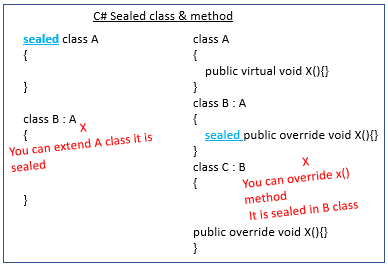 C# Sealed class & method
sealed class A
{
}
class B : A
X
{
You can extend A class it is
sealed
}
class A
{
public virtual void X(){}
}
class B : A
{
sealed public override void X(){}
}
class C : B
X
{
You can override x()
method
It is sealed in B class
public override void X(){}
}